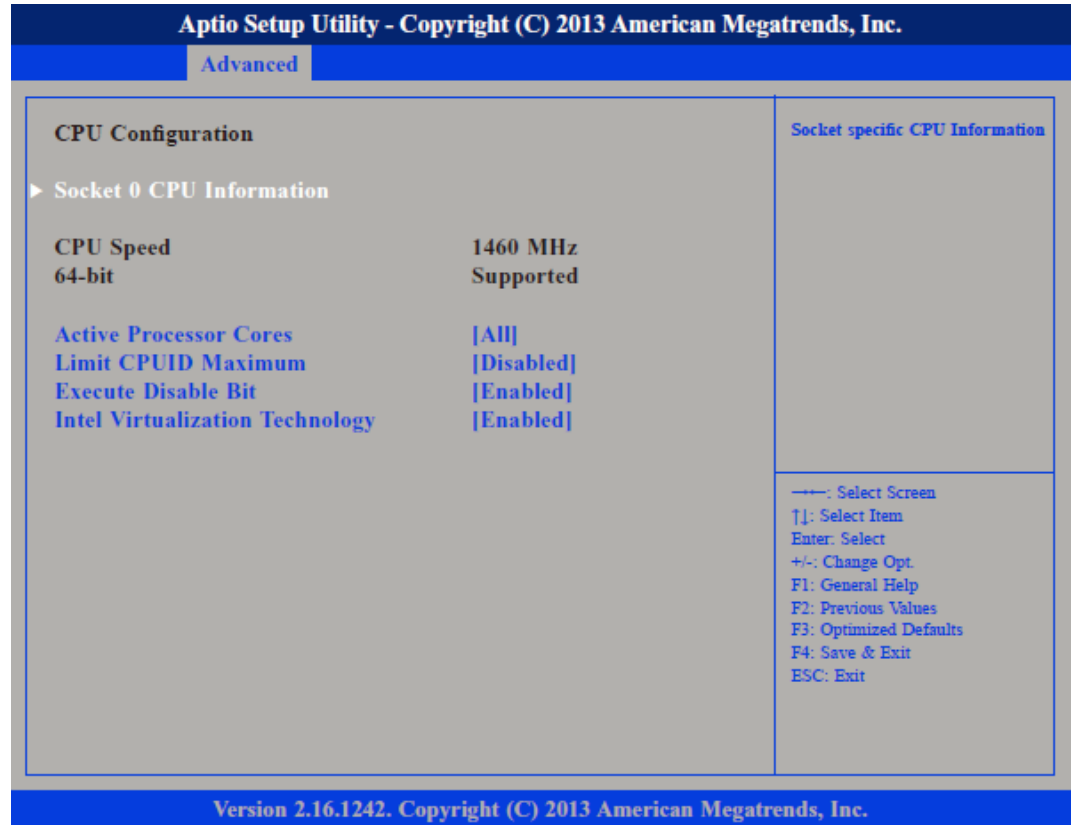 Aptio Setup Utility - Copyright (C) 2013 American Megatrends, Inc.
Advanced
CPU Configuration
Socket 0 CPU Information
CPU Speed 1460 MHz
64-bit Supported
Active Processor Cores [All]
Limit CPUID Maximum [Disabled]
Execute Disable Bit [Enabled]
Intel Virtualization Technology [Enabled]
Socket specific CPU Information
→←: Select Screen
↑↓: Select Item
Enter: Select
+/-: Change Opt.
F1: General Help
F2: Previous Values
F3: Optimized Defaults
F4: Save & Exit
ESC: Exit
Version 2.16.1242. Copyright (C) 2013 American Megatrends, Inc.